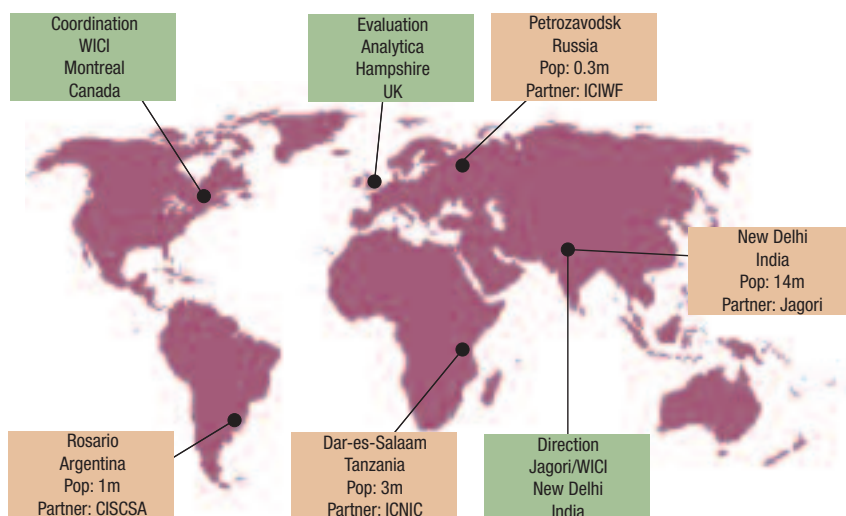 Coordination
WICI
Montreal
Canada
Evaluation
Analytica
Hampshire
UK
Petrozavodsk
Russia
Pop: 0.3m
Partner: ICIWF
New Delhi
India
Pop: 14m
Partner: Jagori
Rosario
Argentina
Pop: 1m
Partner: CISCSA
Dar-es-Salaam
Tanzania
Pop: 3m
Partner: ICNIC
Direction
Jagori/WICI
New Delhi
India